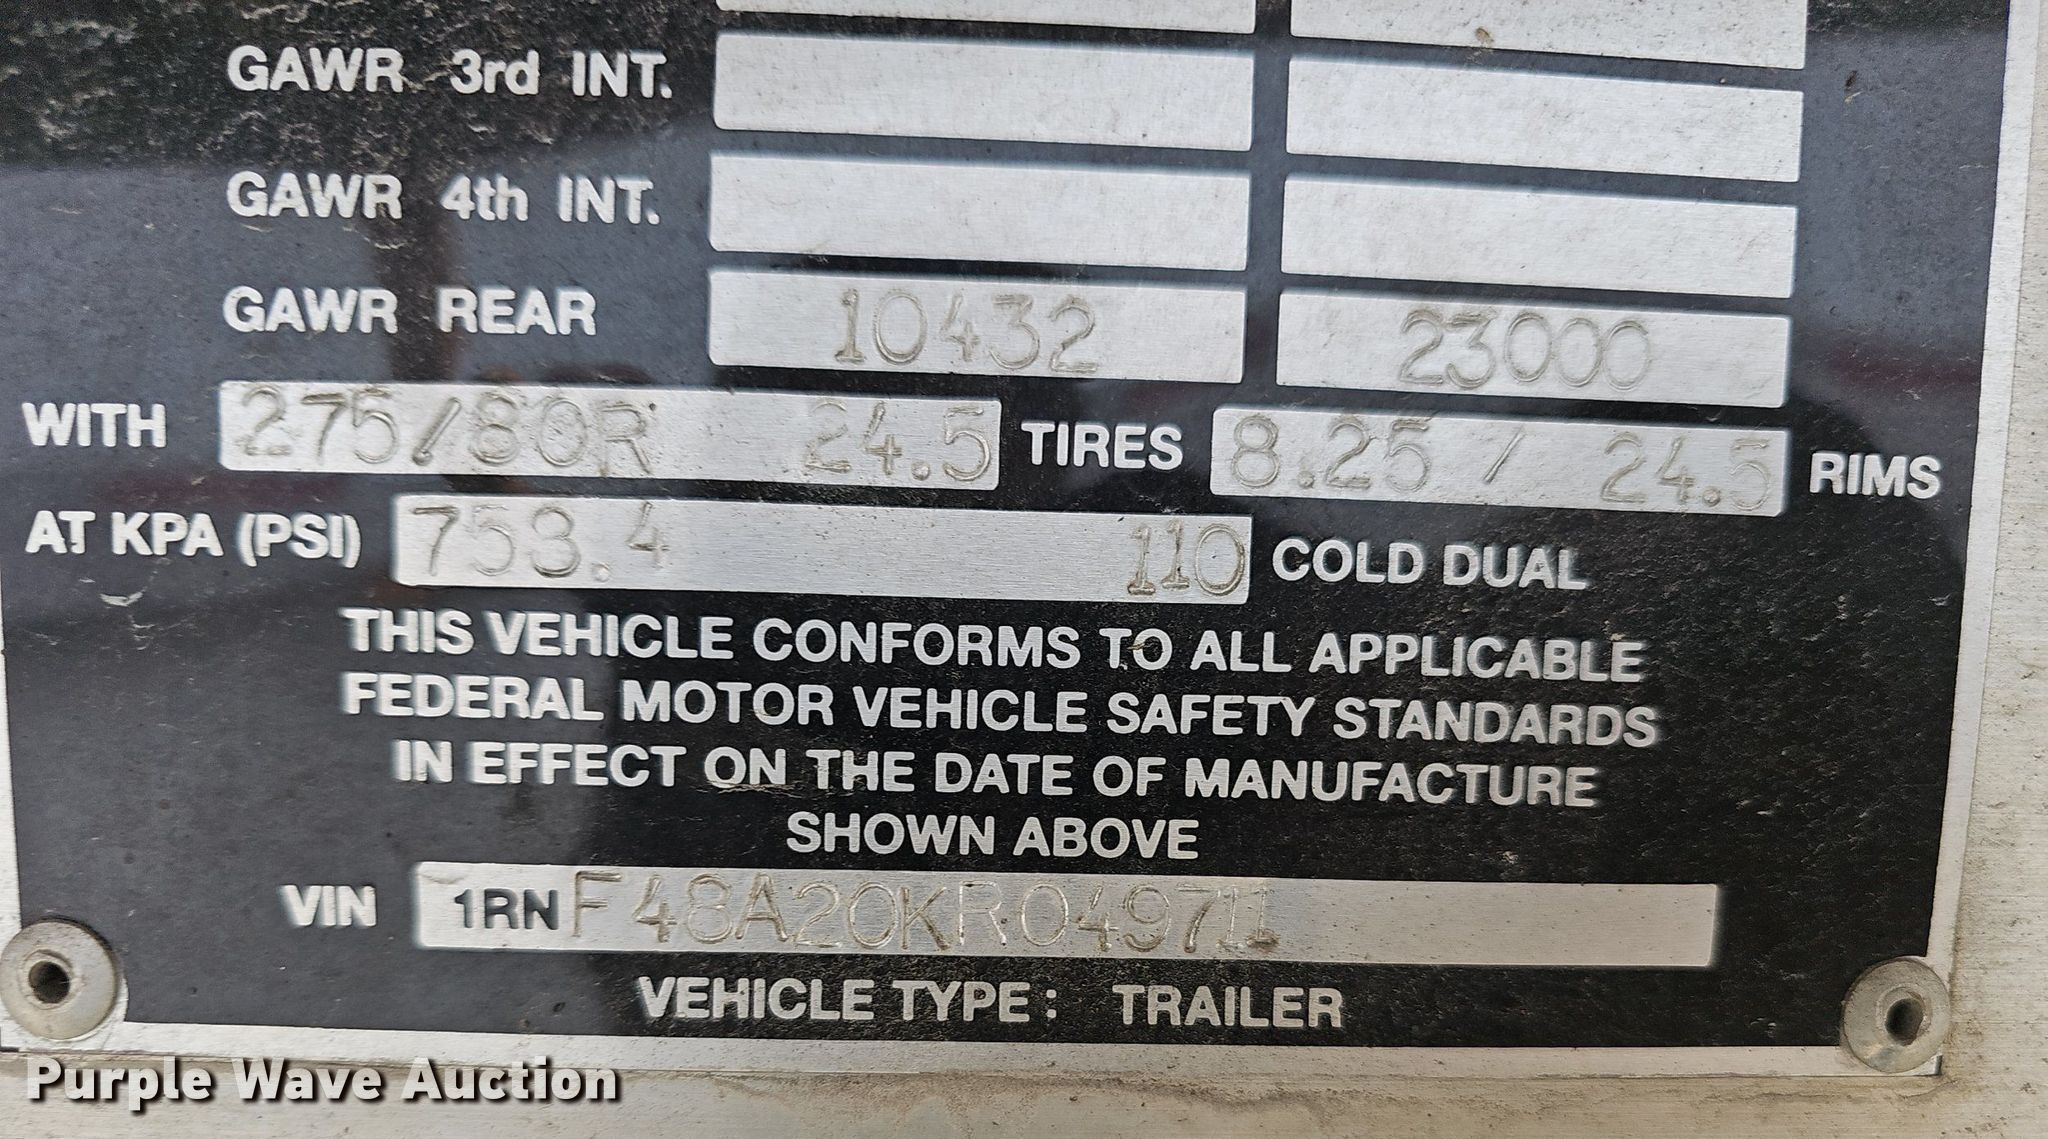 GAWR 3rd INT.
GAWR 4th INT.
GAWR REAR 10432 23000
WITH 275/80R 24.5 TIRES 8.25 / 24.5 RIMS
AT KPA (PSI) 758.4 110 COLD DUAL
THIS VEHICLE CONFORMS TO ALL APPLICABLE
FEDERAL MOTOR VEHICLE SAFETY STANDARDS
IN EFFECT ON THE DATE OF MANUFACTURE
SHOWN ABOVE
VIN 1RNF48A20KR049711
VEHICLE TYPE: TRAILER
Purple Wave Auction